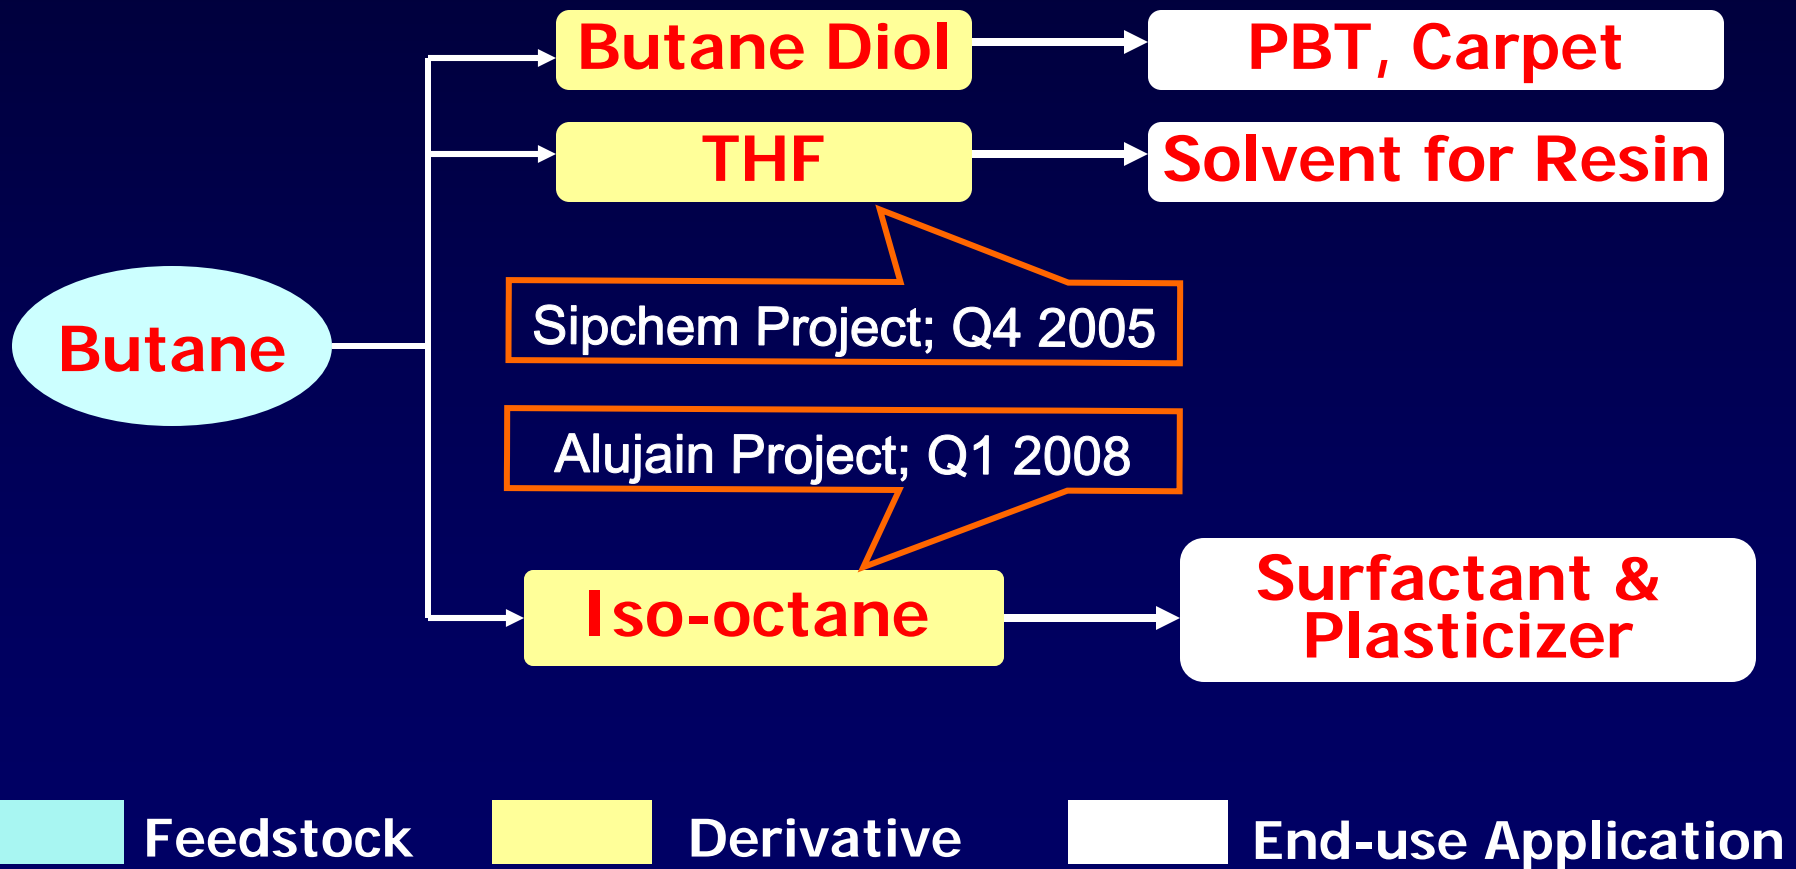 Butane Diol
PBT, Carpet
THF
Solvent for Resin
Sipchem Project; Q4 2005
Butane
Alujain Project; Q1 2008
Iso-octane
Surfactant &
Plasticizer
Feedstock
Derivative
End-use Application